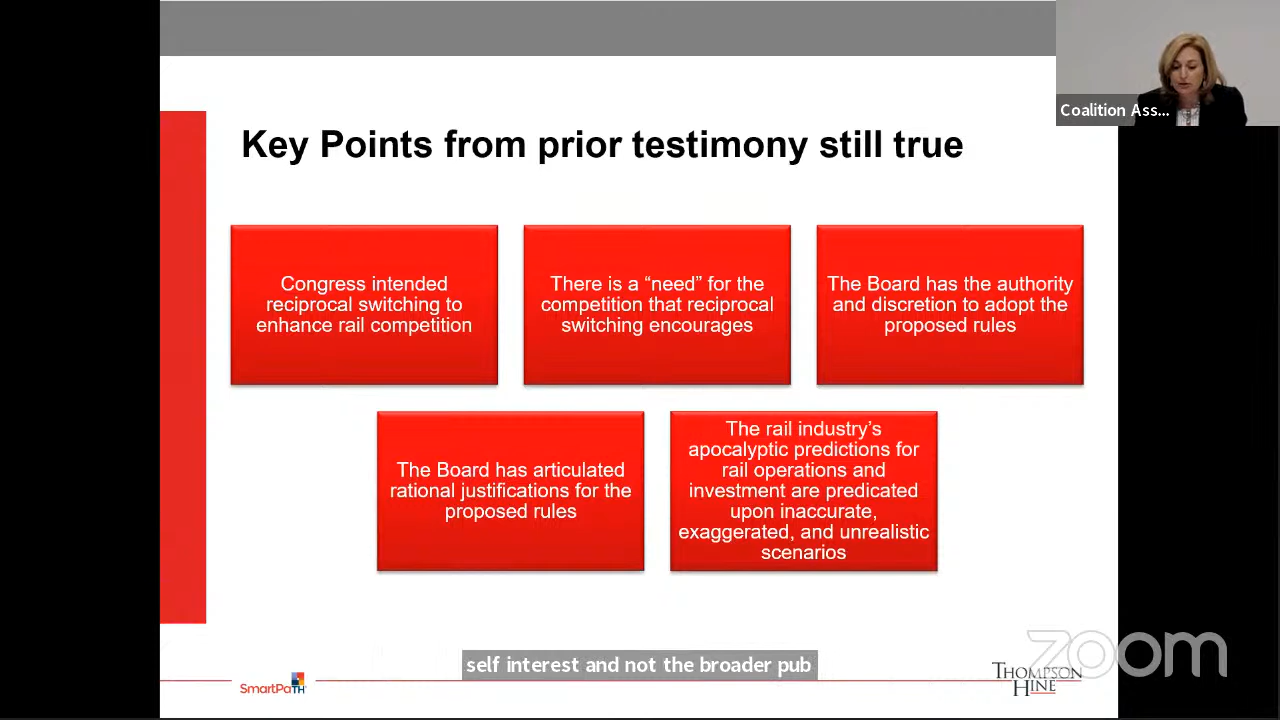 Coalition Ass...
Key Points from prior testimony still true
Congress intended
reciprocal switching to
enhance rail competition
There is a “need” for the
competition that reciprocal
switching encourages
The Board has the authority
and discretion to adopt the
proposed rules
The Board has articulated
rational justifications for the
proposed rules
The rail industry’s
apocalyptic predictions for
rail operations and
investment are predicated
upon inaccurate,
exaggerated, and unrealistic
scenarios
self interest and not the broader pub
zoom
SmartPaTH
THOMPSON
HINE